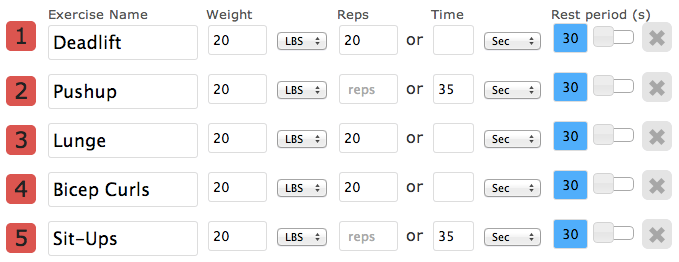 Exercise Name Weight Reps Time Rest period (s)
1 Deadlift 20 LBS 20 or Sec 30
2 Pushup 20 LBS reps or 35 Sec 30
3 Lunge 20 LBS 20 or Sec 30
4 Bicep Curls 20 LBS 20 or Sec 30
5 Sit-Ups 20 LBS reps or 35 Sec 30